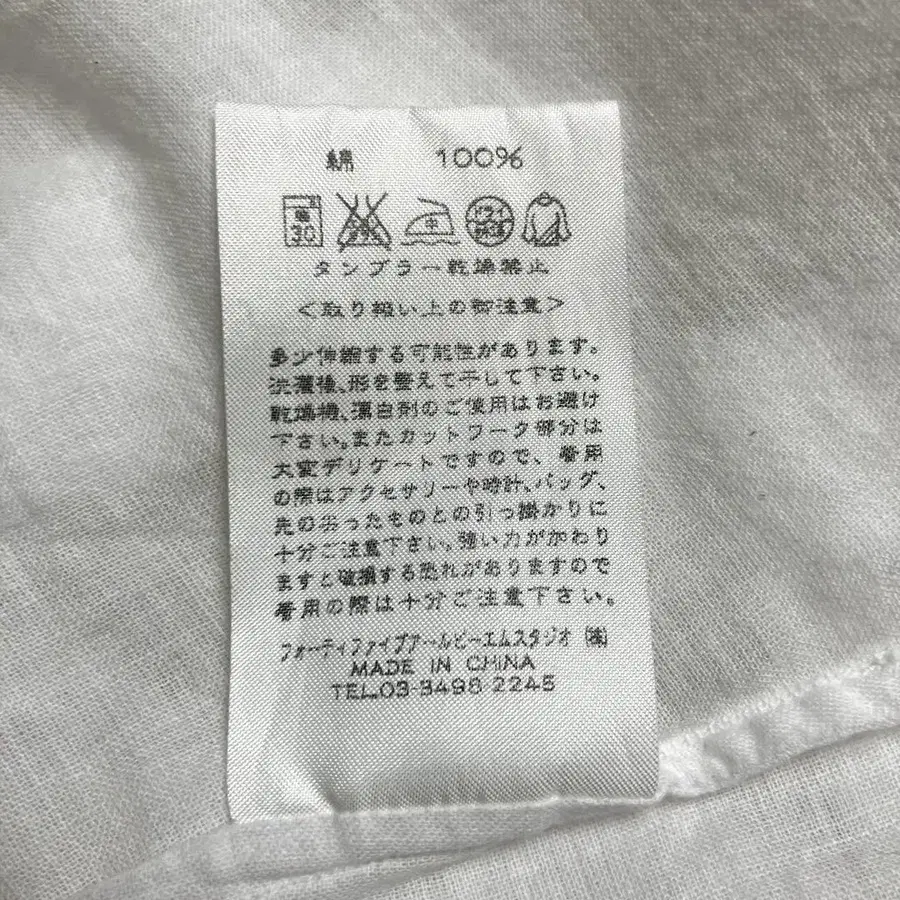 綿 100%
30
タンブラー乾燥禁止
<取り扱い上の御注意>
多少伸縮する可能性があります。
洗濯後、形を整えて干して下さい。
乾燥機、漂白剤のご使用はお避け
下さい。またカットワーク部分は
大変デリケートですので、着用
の際はアクセサリーや時計、バッグ、
先の尖ったものとの引っ掛かりに
十分ご注意下さい。強い力がかわり
ますと破損する恐れがありますので
着用の際は十分ご注意下さい。
フォーティファイブアールピーエムスタジオ (株)
MADE IN CHINA
TEL.03-3498 2245